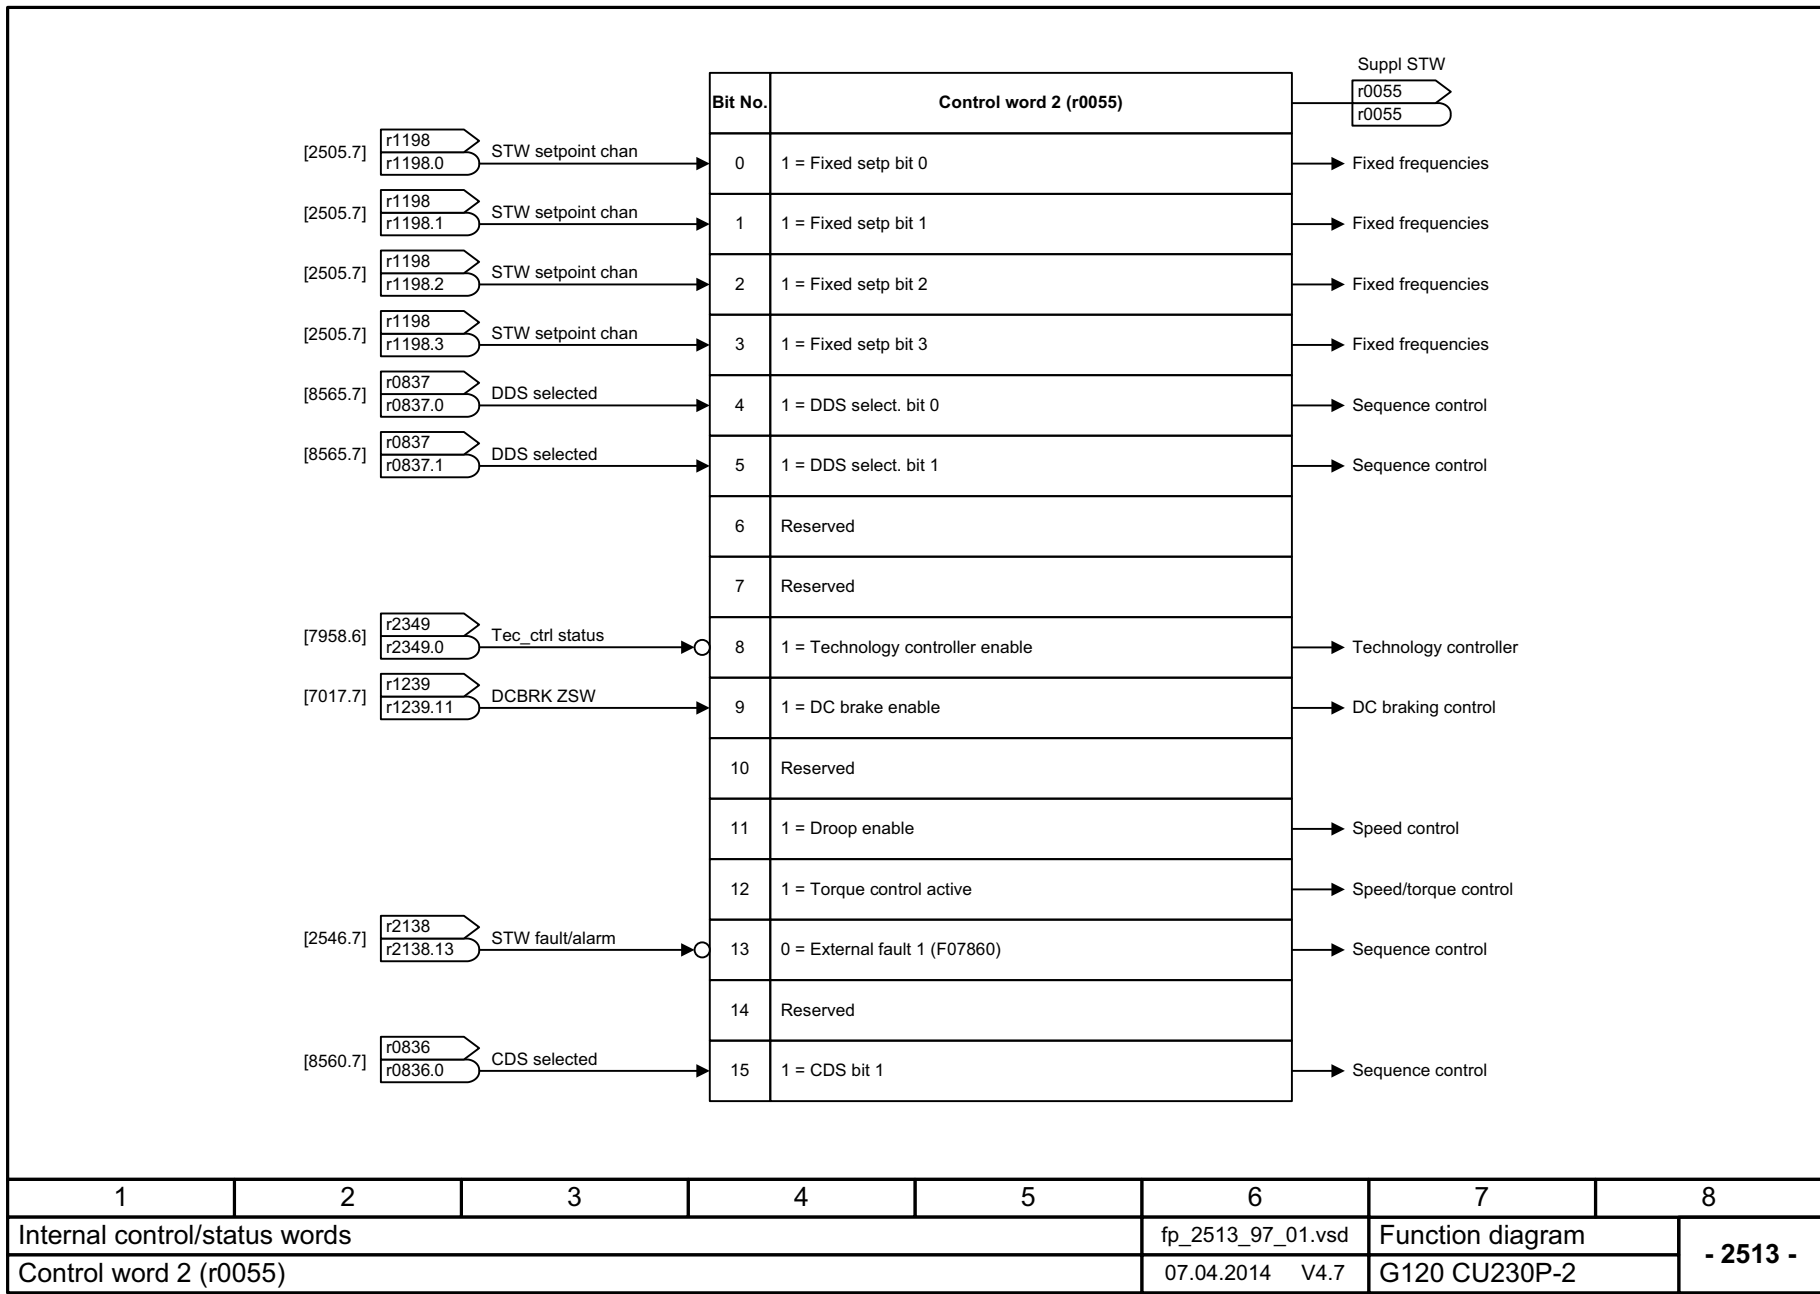 Suppl STW
Bit No. Control word 2 (r0055) r0055
r0055
[2505.7] r1198 STW setpoint chan
r1198.0 0 1 = Fixed setp bit 0 Fixed frequencies
[2505.7] r1198 STW setpoint chan
r1198.1 1 1 = Fixed setp bit 1 Fixed frequencies
[2505.7] r1198 STW setpoint chan
r1198.2 2 1 = Fixed setp bit 2 Fixed frequencies
[2505.7] r1198 STW setpoint chan
r1198.3 3 1 = Fixed setp bit 3 Fixed frequencies
[8565.7] r0837 DDS selected
r0837.0 4 1 = DDS select. bit 0 Sequence control
[8565.7] r0837 DDS selected
r0837.1 5 1 = DDS select. bit 1 Sequence control
6 Reserved
7 Reserved
[7958.6] r2349 Tec_ctrl status
r2349.0 8 1 = Technology controller enable Technology controller
[7017.7] r1239 DCBRK ZSW
r1239.11 9 1 = DC brake enable DC braking control
10 Reserved
11 1 = Droop enable Speed control
12 1 = Torque control active Speed/torque control
[2546.7] r2138 STW fault/alarm
r2138.13 13 0 = External fault 1 (F07860) Sequence control
14 Reserved
[8560.7] r0836 CDS selected
r0836.0 15 1 = CDS bit 1 Sequence control
1 2 3 4 5 6 7 8
Internal control/status words fp_2513_97_01.vsd Function diagram - 2513 -
Control word 2 (r0055) 07.04.2014 V4.7 G120 CU230P-2